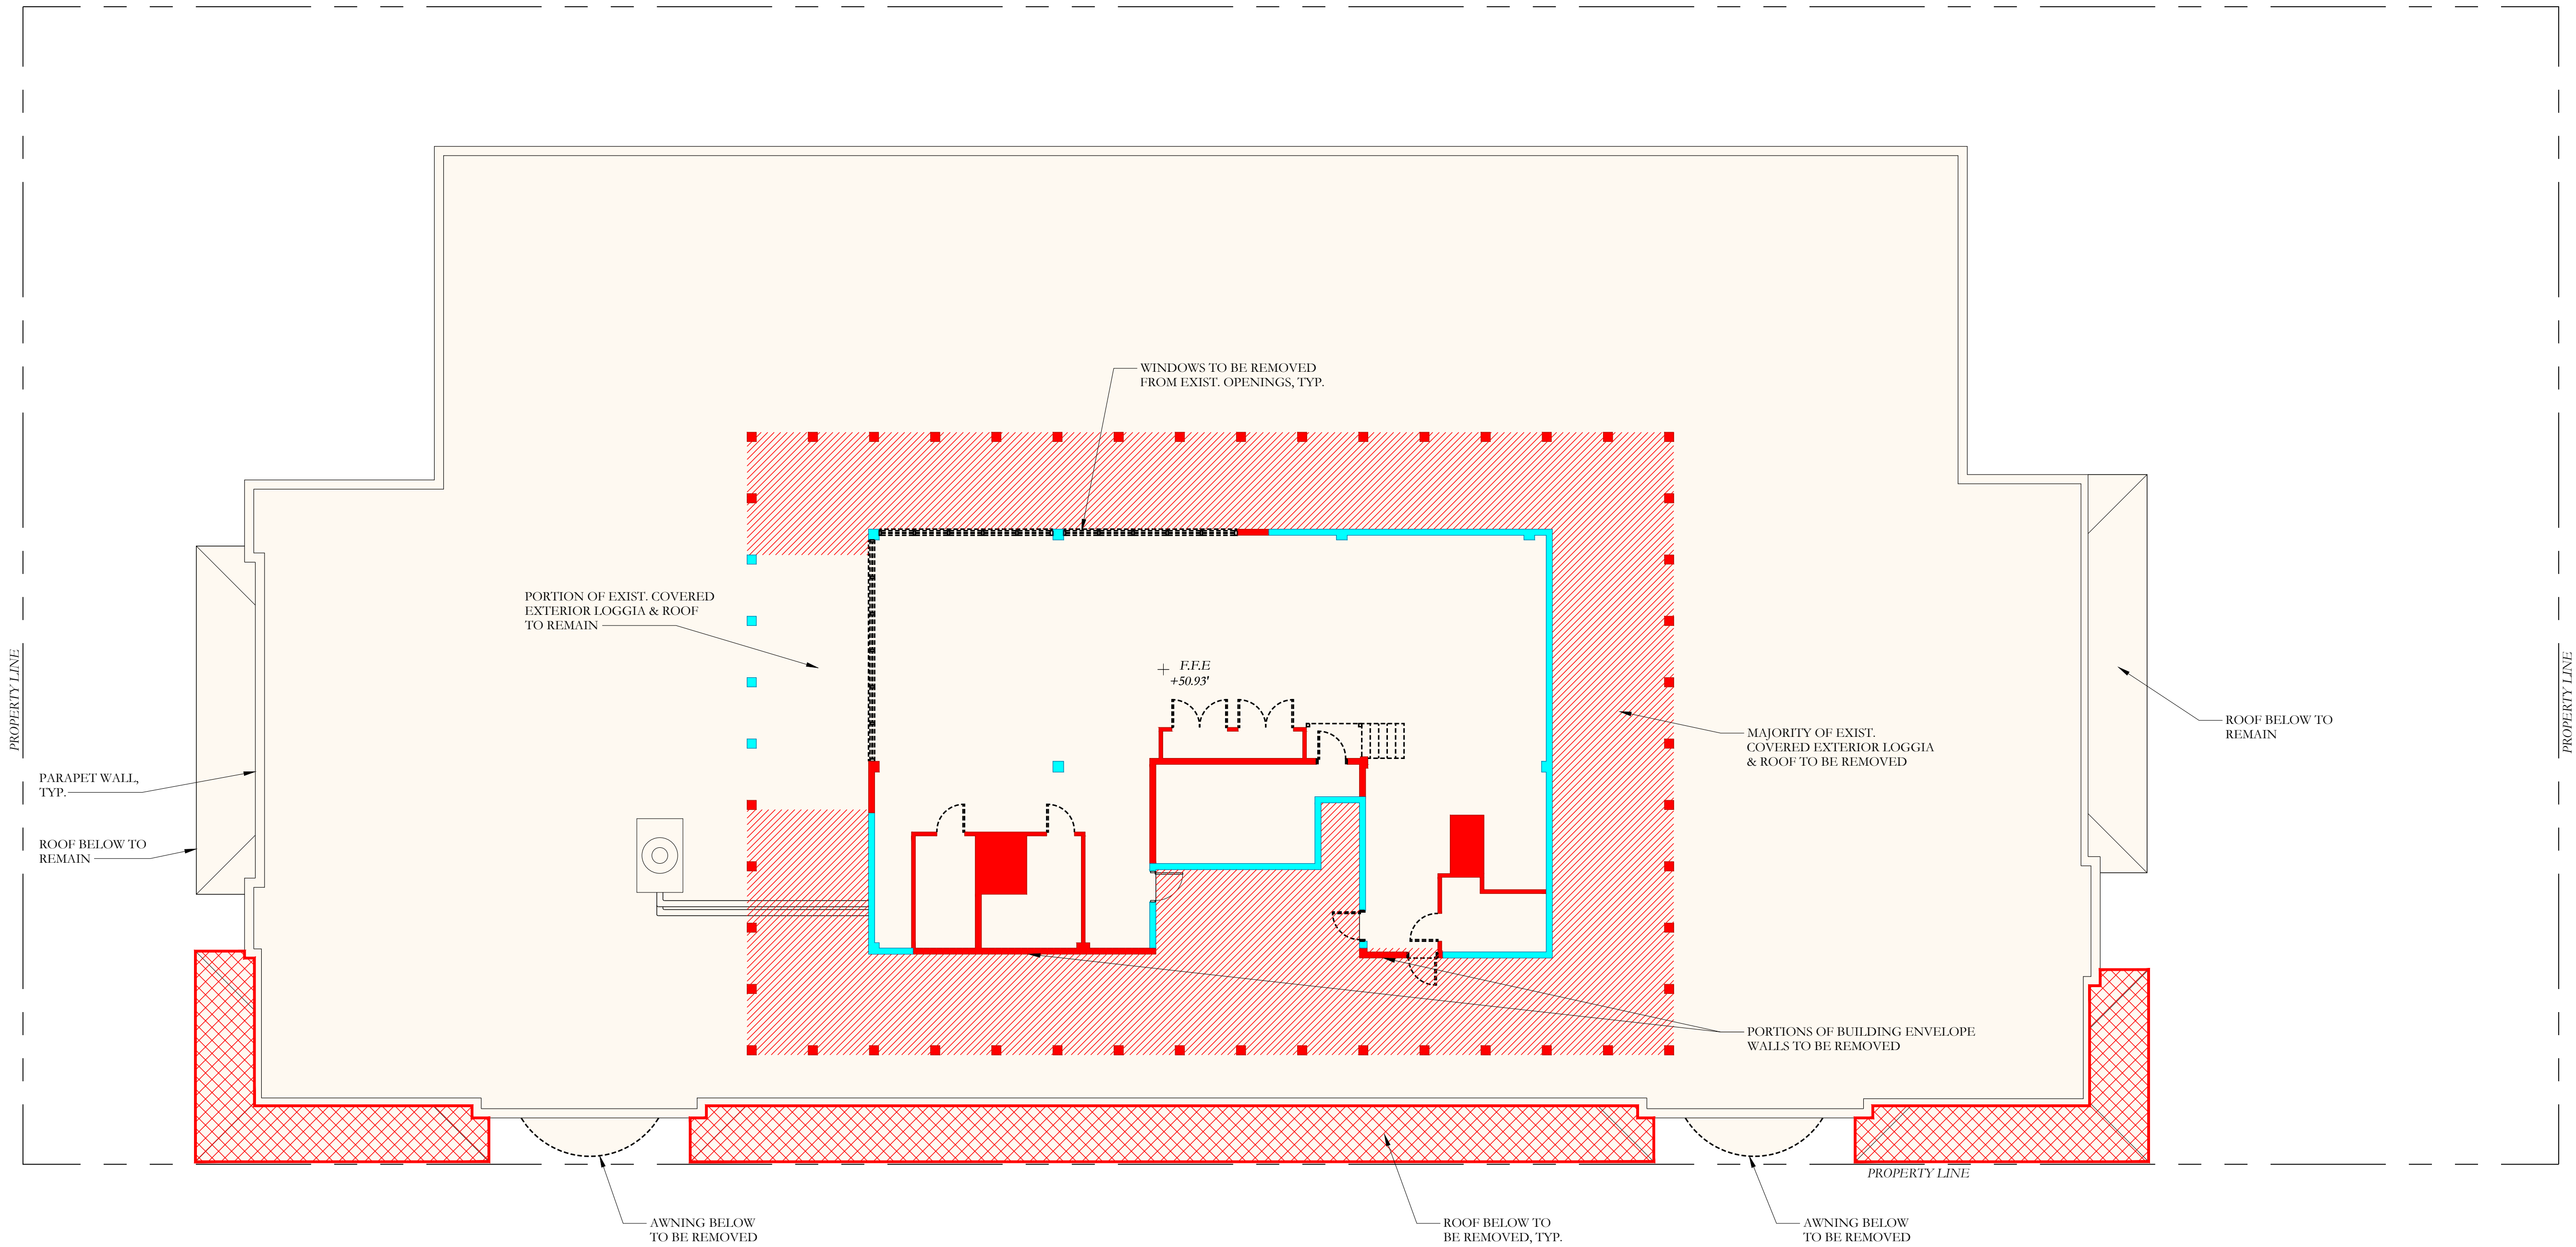 WINDOWS TO BE REMOVED
FROM EXIST. OPENINGS, TYP.
PORTION OF EXIST. COVERED
EXTERIOR LOGGIA & ROOF
TO REMAIN
F.F.E
+50.93'
PROPERTY LINE
PROPERTY LINE
ROOF BELOW TO
REMAIN
MAJORITY OF EXIST.
COVERED EXTERIOR LOGGIA
& ROOF TO BE REMOVED
PARAPET WALL,
TYP.
ROOF BELOW TO
REMAIN
PORTIONS OF BUILDING ENVELOPE
WALLS TO BE REMOVED
PROPERTY LINE
AWNING BELOW
TO BE REMOVED
ROOF BELOW TO
BE REMOVED, TYP.
AWNING BELOW
TO BE REMOVED